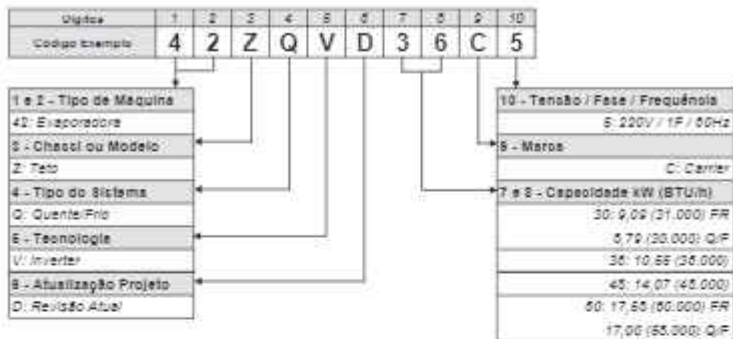 Dígitos 1 2 3 4 5 6 7 8 9 10
Código Exemplo 4 2 Z Q V D 3 6 C 5
1 e 2 - Tipo de Máquina
42: Evaporadora
3 - Chassi ou Modelo
Z: Teto
4 - Tipo do Sistema
Q: Quente/Frio
5 - Tecnologia
V: Inverter
6 - Atualização Projeto
D: Revisão Atual
10 - Tensão / Fase / Frequência
5: 220V / 1F / 60Hz
9 - Marca
C: Carrier
7 e 8 - Capacidade kW (BTU/h)
30: 9,09 (31.000) FR
8,79 (30.000) Q/F
36: 10,55 (36.000)
48: 14,07 (48.000)
60: 17,58 (60.000) FR
17,00 (58.000) Q/F